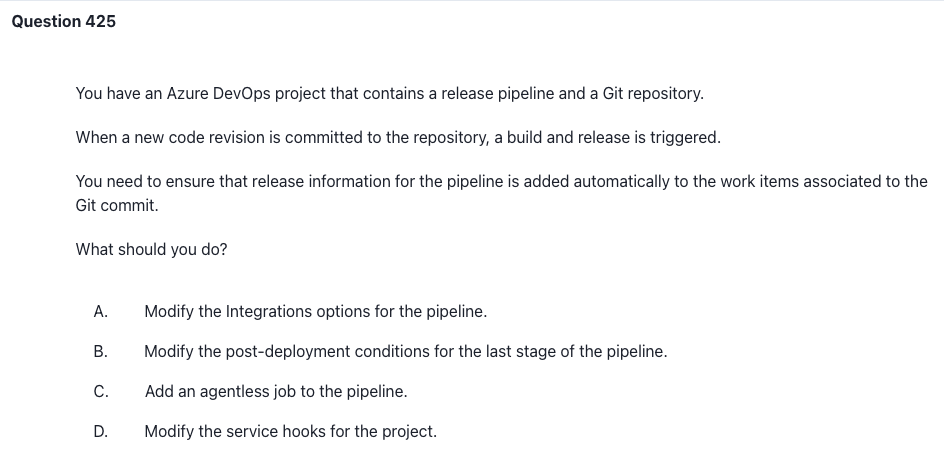 Question 425
You have an Azure DevOps project that contains a release pipeline and a Git repository.
When a new code revision is committed to the repository, a build and release is triggered.
You need to ensure that release information for the pipeline is added automatically to the work items associated to the
Git commit.
What should you do?
A. Modify the Integrations options for the pipeline.
B. Modify the post-deployment conditions for the last stage of the pipeline.
C. Add an agentless job to the pipeline.
D. Modify the service hooks for the project.